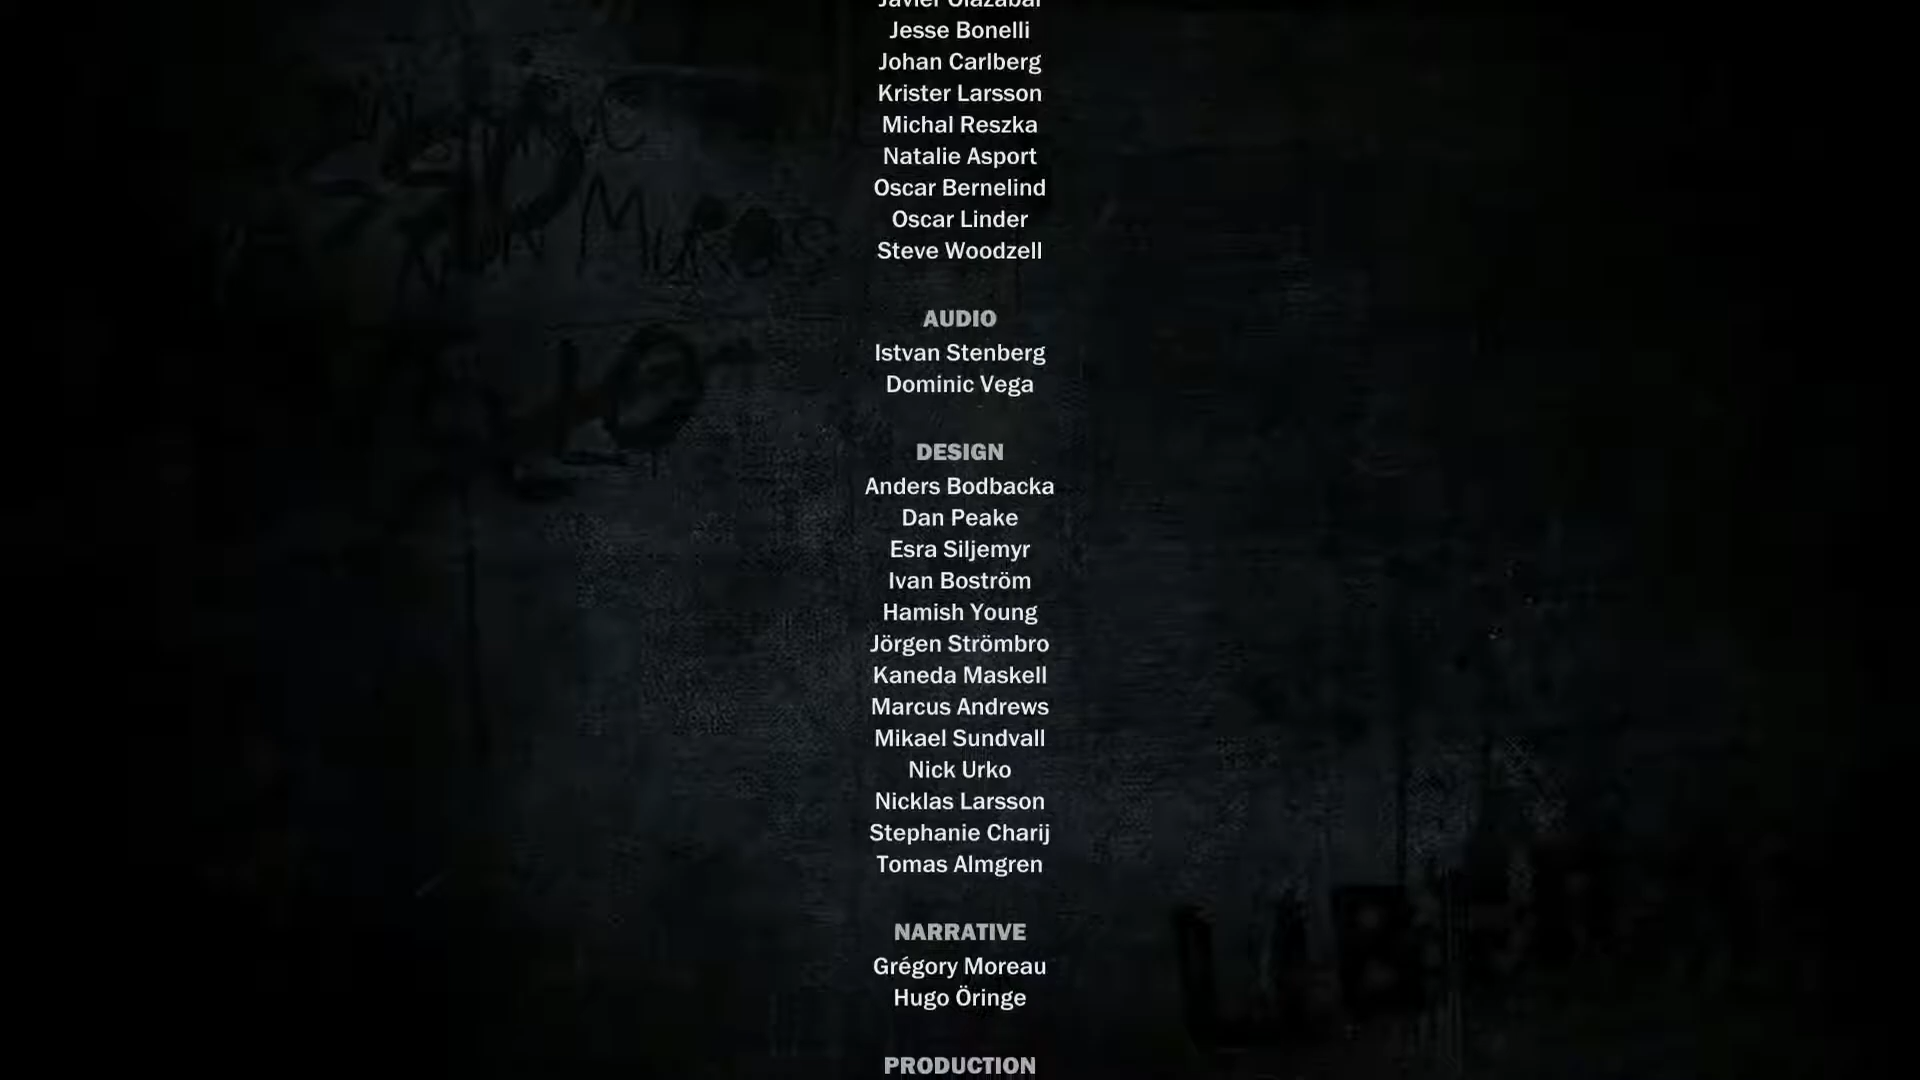 Javier Olazabal
Jesse Bonelli
Johan Carlberg
Krister Larsson
Michal Reszka
Natalie Asport
Oscar Bernelind
Oscar Linder
Steve Woodzell
AUDIO
Istvan Stenberg
Dominic Vega
DESIGN
Anders Bodbacka
Dan Peake
Esra Siljemyr
Ivan Boström
Hamish Young
Jörgen Strömbro
Kaneda Maskell
Marcus Andrews
Mikael Sundvall
Nick Urko
Nicklas Larsson
Stephanie Charij
Tomas Almgren
NARRATIVE
Grégory Moreau
Hugo Öringe
PRODUCTION